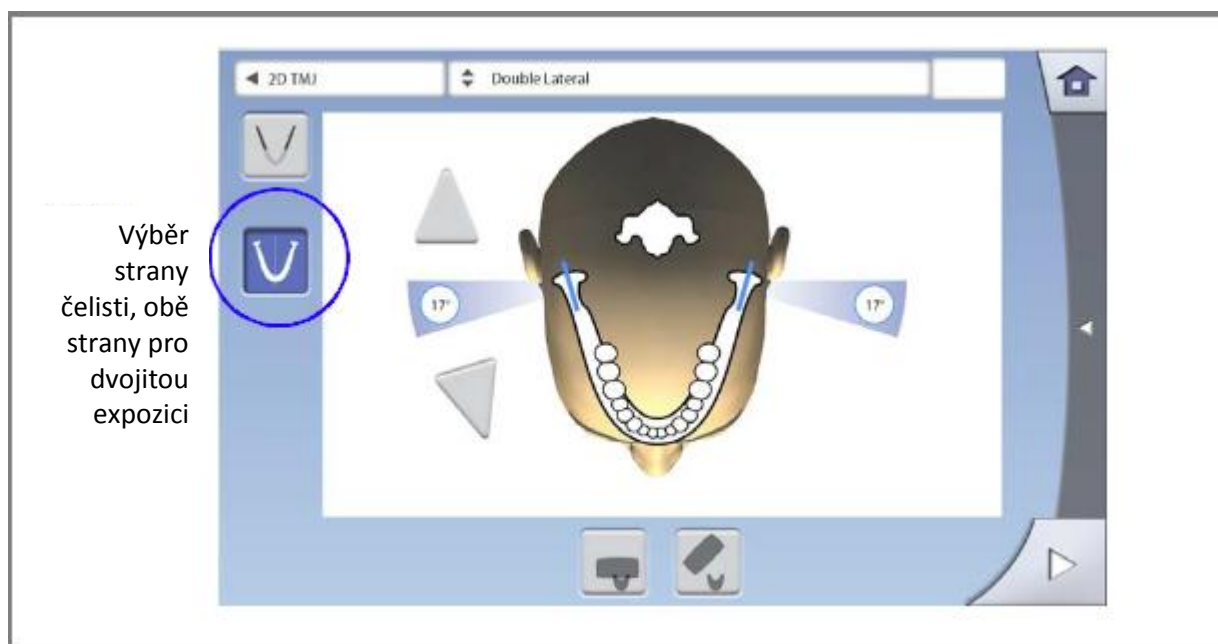 2D TMJ
Double Lateral
Výběr
strany
čelisti, obě
strany pro
dvojitou
expozici
17°
17°